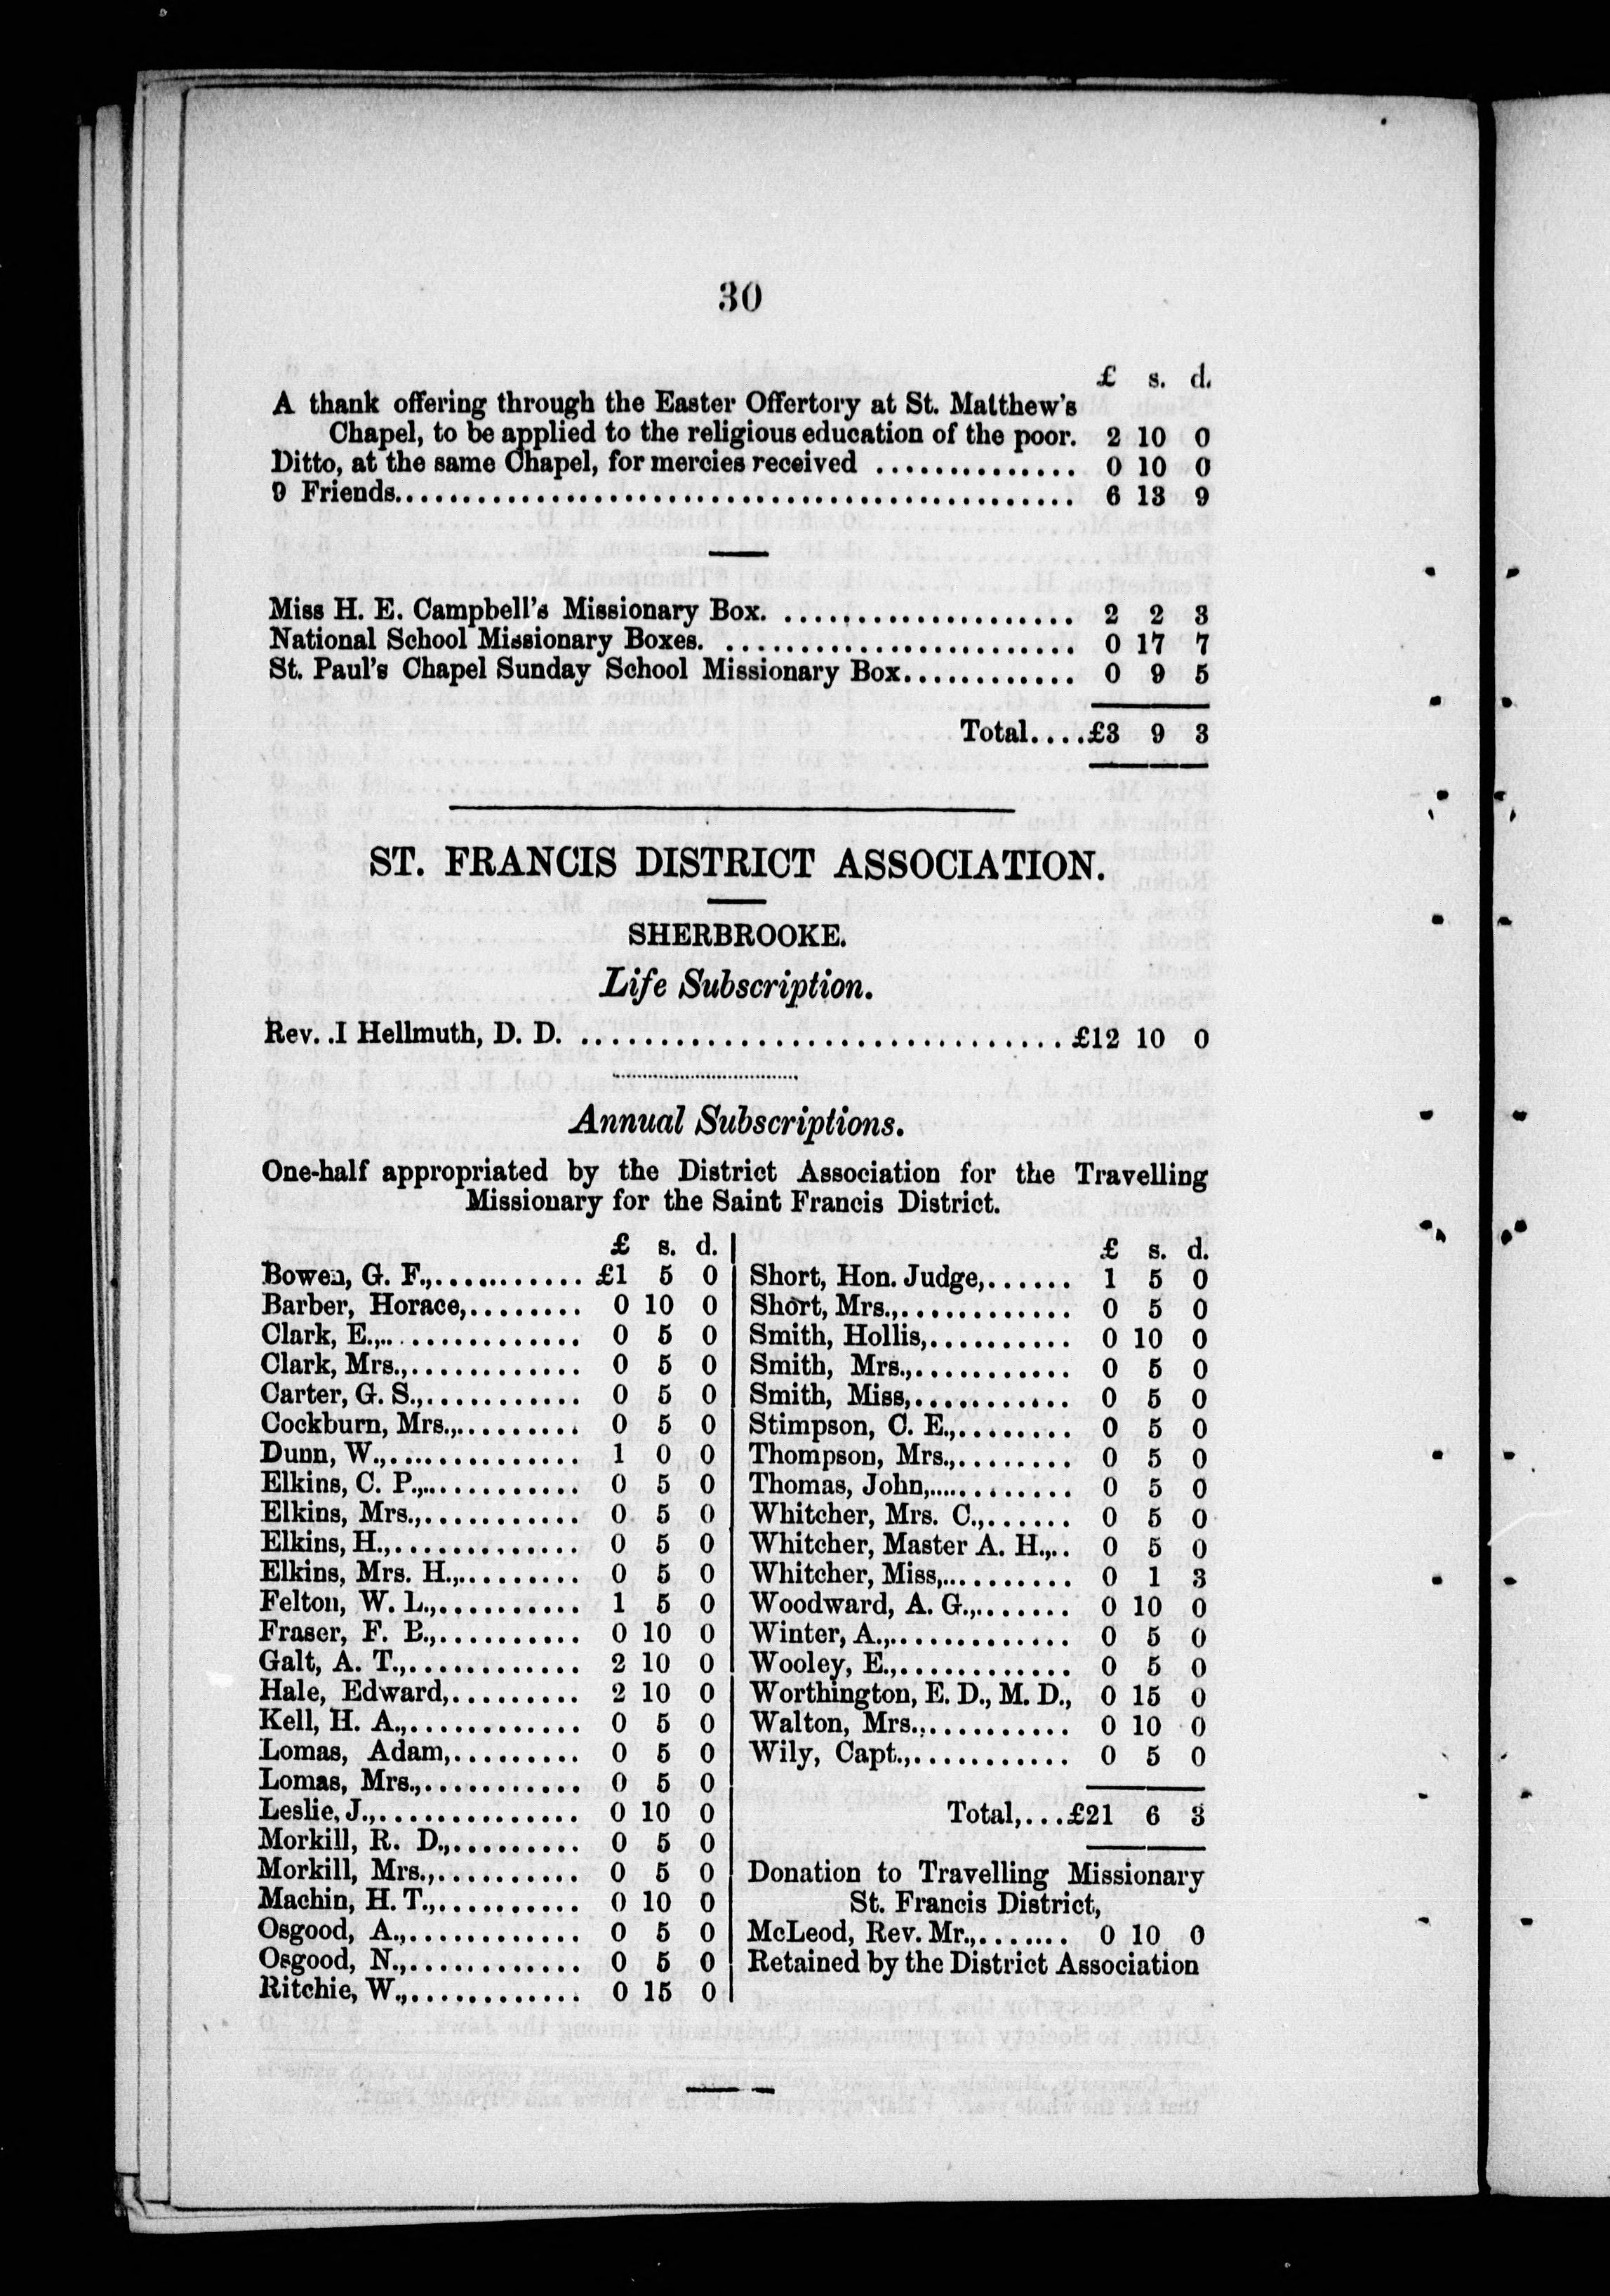 30
£ s. d.
A thank offering through the Easter Offertory at St. Matthew's
Chapel, to be applied to the religious education of the poor. 2 10 0
Ditto, at the same Chapel, for mercies received .............. 0 10 0
9 Friends.................................................. 6 13 9
Miss H. E. Campbell's Missionary Box. .................... 2 2 3
National School Missionary Boxes. ........................ 0 17 7
St. Paul's Chapel Sunday School Missionary Box............ 0 9 5
Total....£3 9 3
ST. FRANCIS DISTRICT ASSOCIATION.
SHERBROOKE.
Life Subscription.
Rev. .I Hellmuth, D. D. ................................ £12 10 0
Annual Subscriptions.
One-half appropriated by the District Association for the Travelling
Missionary for the Saint Francis District.
£ s. d.
Bowen, G. F.,........... £1 5 0
Barber, Horace,........ 0 10 0
Clark, E.,............... 0 5 0
Clark, Mrs.,............ 0 5 0
Carter, G. S.,........... 0 5 0
Cockburn, Mrs.,......... 0 5 0
Dunn, W.,.............. 1 0 0
Elkins, C. P.,........... 0 5 0
Elkins, Mrs.,........... 0 5 0
Elkins, H.,............. 0 5 0
Elkins, Mrs. H.,......... 0 5 0
Felton, W. L.,.......... 1 5 0
Fraser, F. B.,.......... 0 10 0
Galt, A. T.,............ 2 10 0
Hale, Edward,......... 2 10 0
Kell, H. A.,............ 0 5 0
Lomas, Adam,......... 0 5 0
Lomas, Mrs.,........... 0 5 0
Leslie, J.,.............. 0 10 0
Morkill, R. D.,......... 0 5 0
Morkill, Mrs.,.......... 0 5 0
Machin, H. T.,.......... 0 10 0
Osgood, A.,............ 0 5 0
Osgood, N.,............ 0 5 0
Ritchie, W.,............ 0 15 0
£ s. d.
Short, Hon. Judge,...... 1 5 0
Short, Mrs.,............ 0 5 0
Smith, Hollis,.......... 0 10 0
Smith, Mrs.,........... 0 5 0
Smith, Miss,........... 0 5 0
Stimpson, C. E.,........ 0 5 0
Thompson, Mrs.,........ 0 5 0
Thomas, John,........... 0 5 0
Whitcher, Mrs. C.,...... 0 5 0
Whitcher, Master A. H.,.. 0 5 0
Whitcher, Miss,.......... 0 1 3
Woodward, A. G.,....... 0 10 0
Winter, A.,............. 0 5 0
Wooley, E.,............ 0 5 0
Worthington, E. D., M. D., 0 15 0
Walton, Mrs.,.......... 0 10 0
Wily, Capt.,........... 0 5 0
Total,...£21 6 3
Donation to Travelling Missionary
St. Francis District,
McLeod, Rev. Mr.,....... 0 10 0
Retained by the District Association